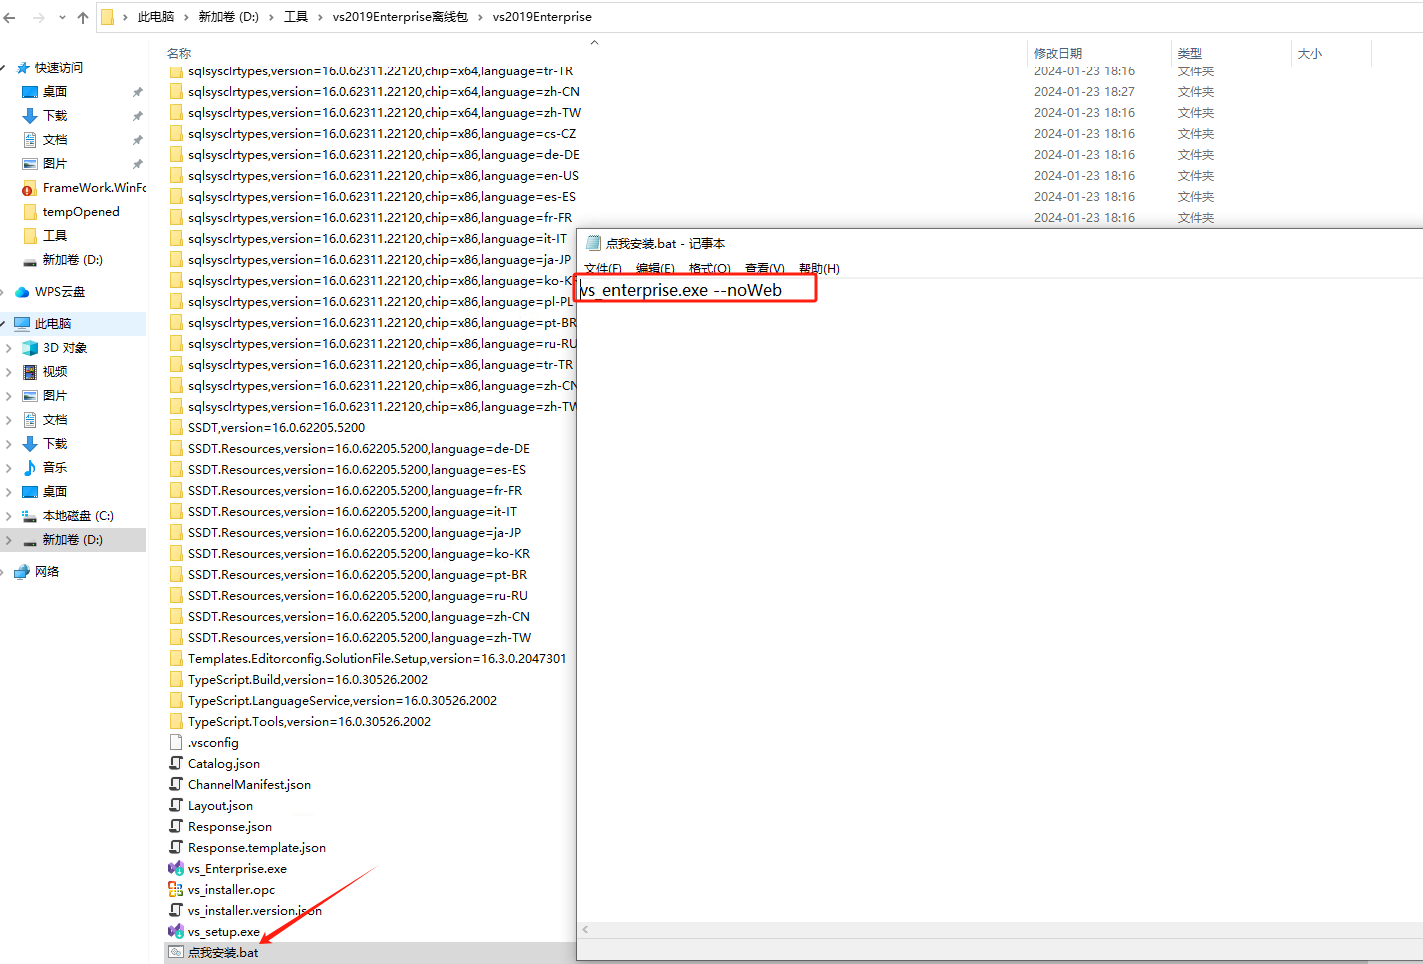 此电脑 › 新加卷 (D:) › 工具 › vs2019Enterprise离线包 › vs2019Enterprise
快速访问
桌面
下载
文档
图片
FrameWork.WinFo
tempOpened
工具
新加卷 (D:)
WPS云盘
此电脑
3D 对象
视频
图片
文档
下载
音乐
桌面
本地磁盘 (C:)
新加卷 (D:)
网络
名称 修改日期 类型 大小
sqlsysclrtypes,version=16.0.62311.22120,chip=x64,language=tr-TR 2024-01-23 18:16 文件夹
sqlsysclrtypes,version=16.0.62311.22120,chip=x64,language=zh-CN 2024-01-23 18:27 文件夹
sqlsysclrtypes,version=16.0.62311.22120,chip=x64,language=zh-TW 2024-01-23 18:16 文件夹
sqlsysclrtypes,version=16.0.62311.22120,chip=x86,language=cs-CZ 2024-01-23 18:16 文件夹
sqlsysclrtypes,version=16.0.62311.22120,chip=x86,language=de-DE 2024-01-23 18:16 文件夹
sqlsysclrtypes,version=16.0.62311.22120,chip=x86,language=en-US 2024-01-23 18:16 文件夹
sqlsysclrtypes,version=16.0.62311.22120,chip=x86,language=es-ES 2024-01-23 18:16 文件夹
sqlsysclrtypes,version=16.0.62311.22120,chip=x86,language=fr-FR 2024-01-23 18:16 文件夹
sqlsysclrtypes,version=16.0.62311.22120,chip=x86,language=it-IT
sqlsysclrtypes,version=16.0.62311.22120,chip=x86,language=ja-JP
sqlsysclrtypes,version=16.0.62311.22120,chip=x86,language=ko-K
sqlsysclrtypes,version=16.0.62311.22120,chip=x86,language=pl-PL
sqlsysclrtypes,version=16.0.62311.22120,chip=x86,language=pt-BR
sqlsysclrtypes,version=16.0.62311.22120,chip=x86,language=ru-RU
sqlsysclrtypes,version=16.0.62311.22120,chip=x86,language=tr-TR
sqlsysclrtypes,version=16.0.62311.22120,chip=x86,language=zh-CN
sqlsysclrtypes,version=16.0.62311.22120,chip=x86,language=zh-TW
SSDT,version=16.0.62205.5200
SSDT.Resources,version=16.0.62205.5200,language=de-DE
SSDT.Resources,version=16.0.62205.5200,language=es-ES
SSDT.Resources,version=16.0.62205.5200,language=fr-FR
SSDT.Resources,version=16.0.62205.5200,language=it-IT
SSDT.Resources,version=16.0.62205.5200,language=ja-JP
SSDT.Resources,version=16.0.62205.5200,language=ko-KR
SSDT.Resources,version=16.0.62205.5200,language=pt-BR
SSDT.Resources,version=16.0.62205.5200,language=ru-RU
SSDT.Resources,version=16.0.62205.5200,language=zh-CN
SSDT.Resources,version=16.0.62205.5200,language=zh-TW
Templates.Editorconfig.SolutionFile.Setup,version=16.3.0.2047301
TypeScript.Build,version=16.0.30526.2002
TypeScript.LanguageService,version=16.0.30526.2002
TypeScript.Tools,version=16.0.30526.2002
.vsconfig
Catalog.json
ChannelManifest.json
Layout.json
Response.json
Response.template.json
vs_Enterprise.exe
vs_installer.opc
vs_installer.version.json
vs_setup.exe
点我安装.bat
点我安装.bat - 记事本
文件(F) 编辑(E) 格式(O) 查看(V) 帮助(H)
vs_enterprise.exe --noWeb